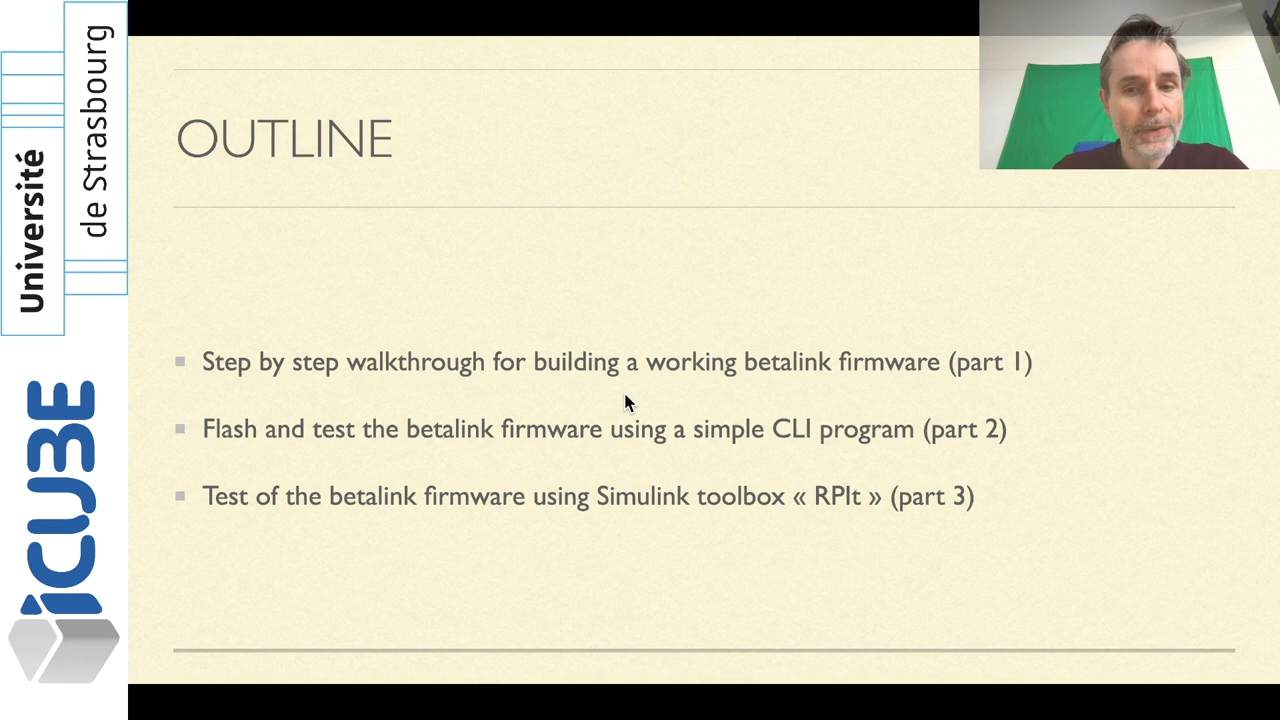 Université
de Strasbourg
iCUBE
OUTLINE
Step by step walkthrough for building a working betalink firmware (part 1)
Flash and test the betalink firmware using a simple CLI program (part 2)
Test of the betalink firmware using Simulink toolbox « RPIt » (part 3)